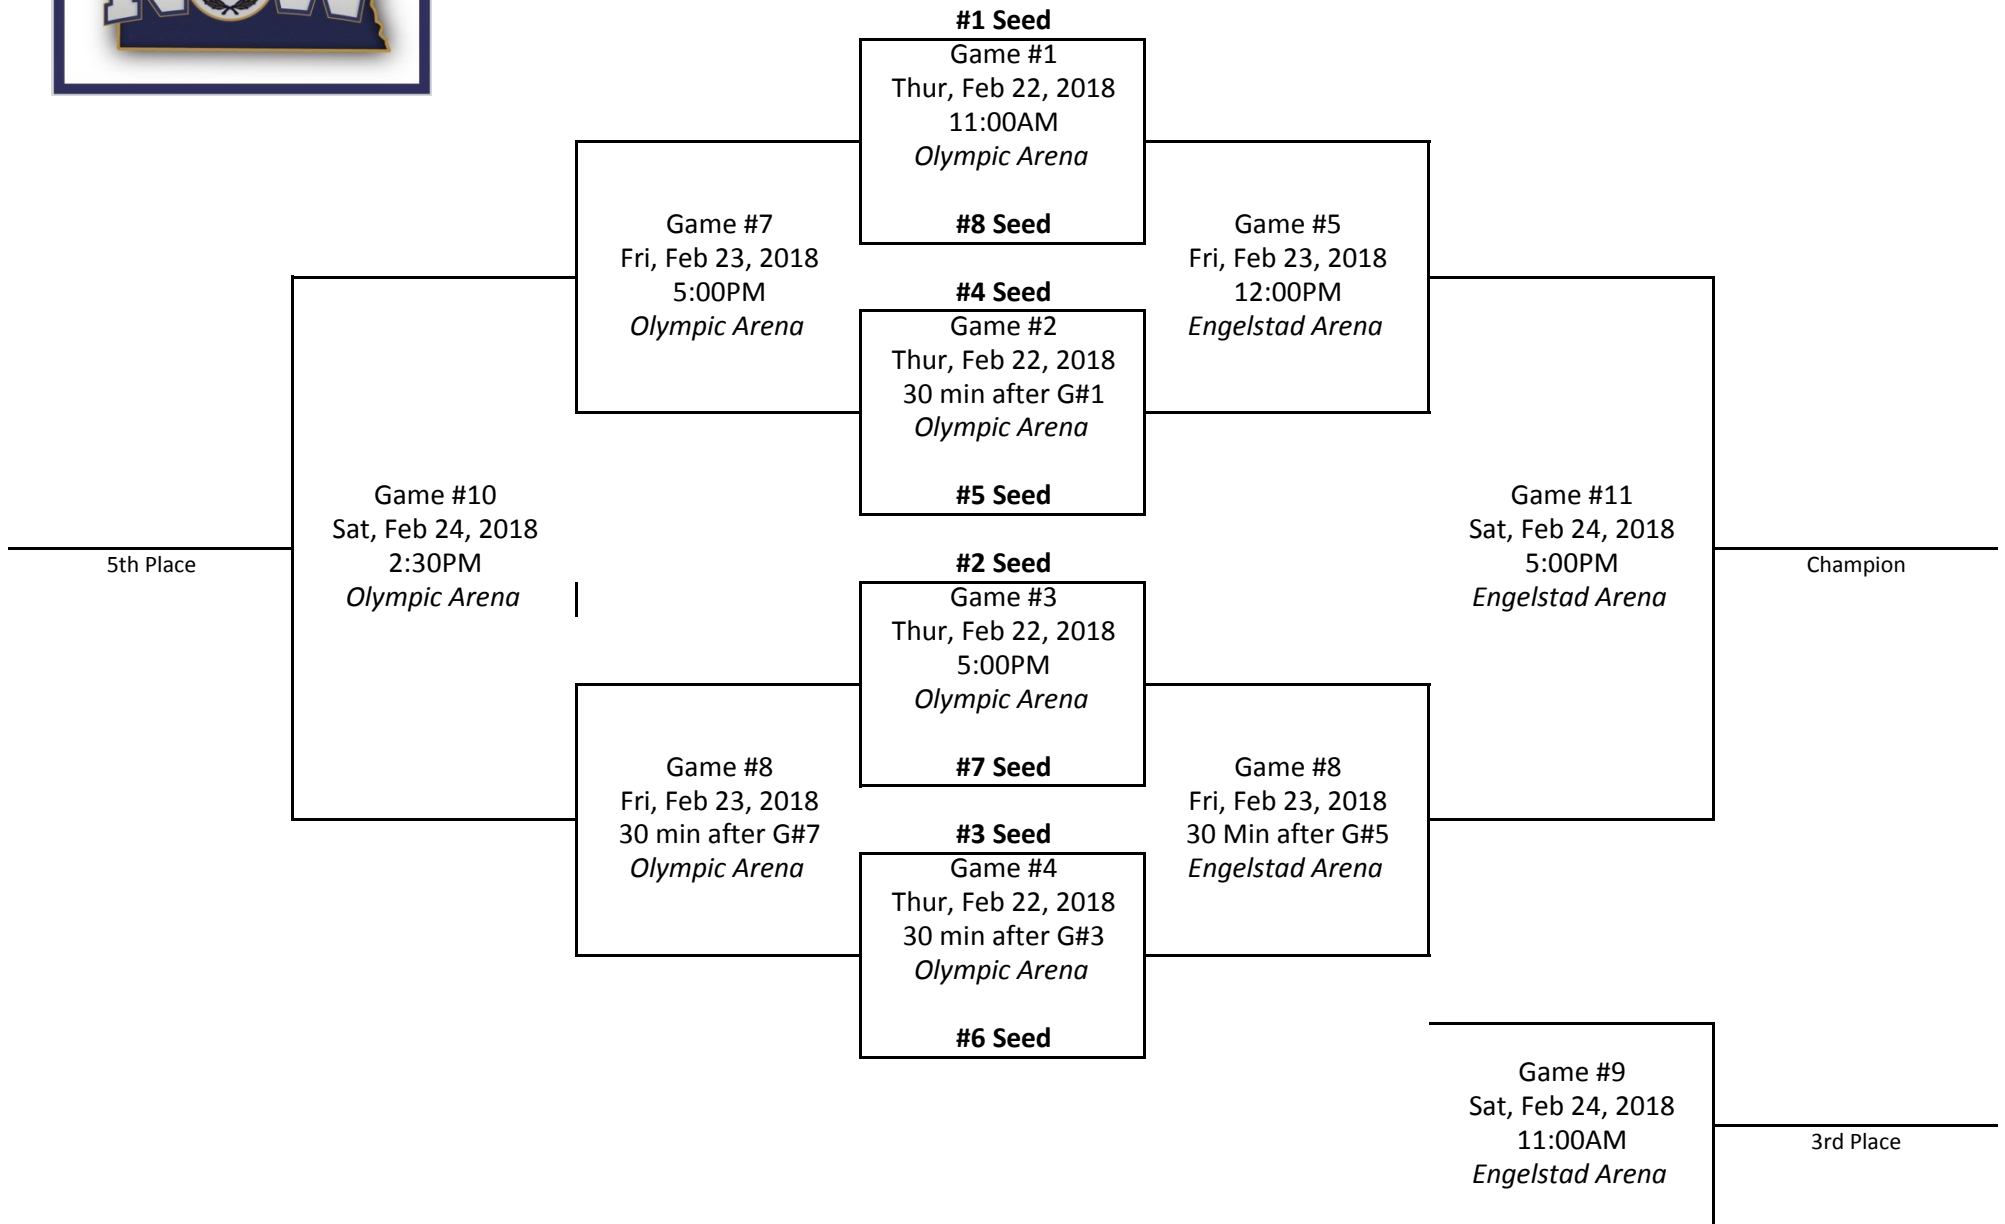 NOW
#1 Seed
Game #1
Thur, Feb 22, 2018
11:00AM
Olympic Arena
#8 Seed
Game #7
Fri, Feb 23, 2018
5:00PM
Olympic Arena
Game #5
Fri, Feb 23, 2018
12:00PM
Engelstad Arena
#4 Seed
Game #2
Thur, Feb 22, 2018
30 min after G#1
Olympic Arena
#5 Seed
Game #10
Sat, Feb 24, 2018
2:30PM
Olympic Arena
5th Place
Game #11
Sat, Feb 24, 2018
5:00PM
Engelstad Arena
Champion
#2 Seed
Game #3
Thur, Feb 22, 2018
5:00PM
Olympic Arena
#7 Seed
Game #8
Fri, Feb 23, 2018
30 min after G#7
Olympic Arena
Game #8
Fri, Feb 23, 2018
30 Min after G#5
Engelstad Arena
#3 Seed
Game #4
Thur, Feb 22, 2018
30 min after G#3
Olympic Arena
#6 Seed
Game #9
Sat, Feb 24, 2018
11:00AM
Engelstad Arena
3rd Place